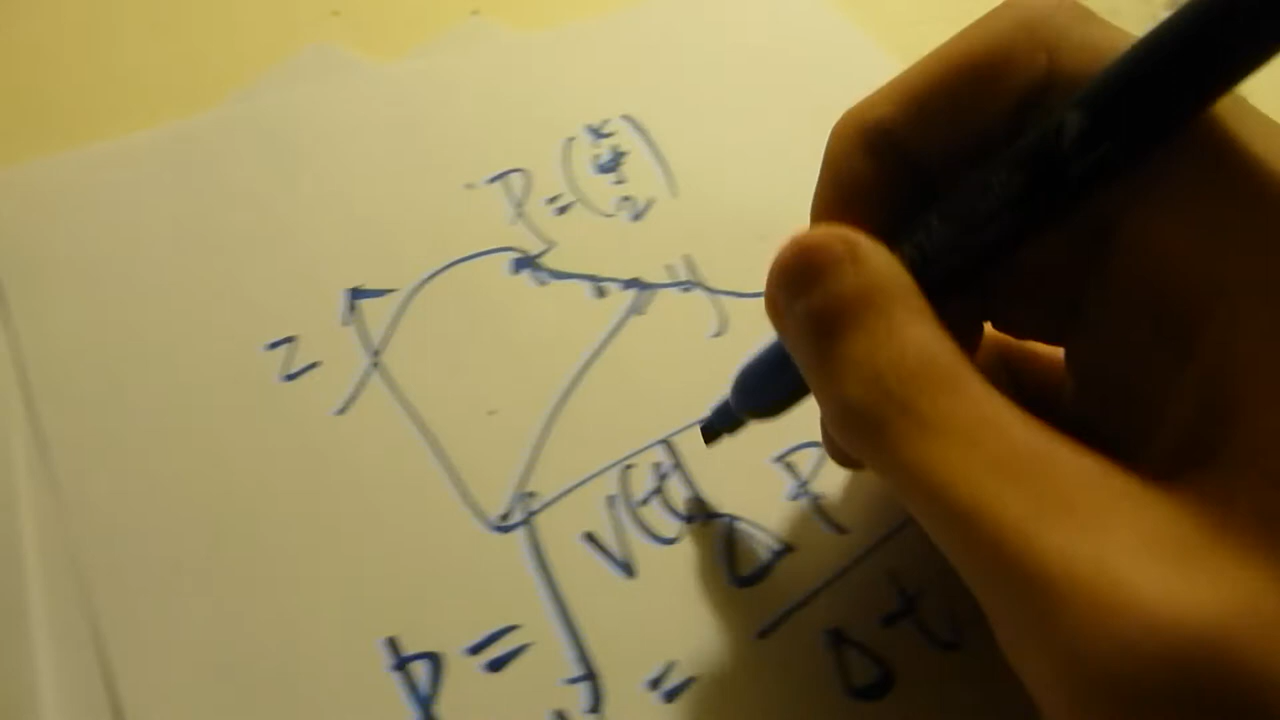 P = (x y z)
z
y
V(t) = ΔP / Δt
p =